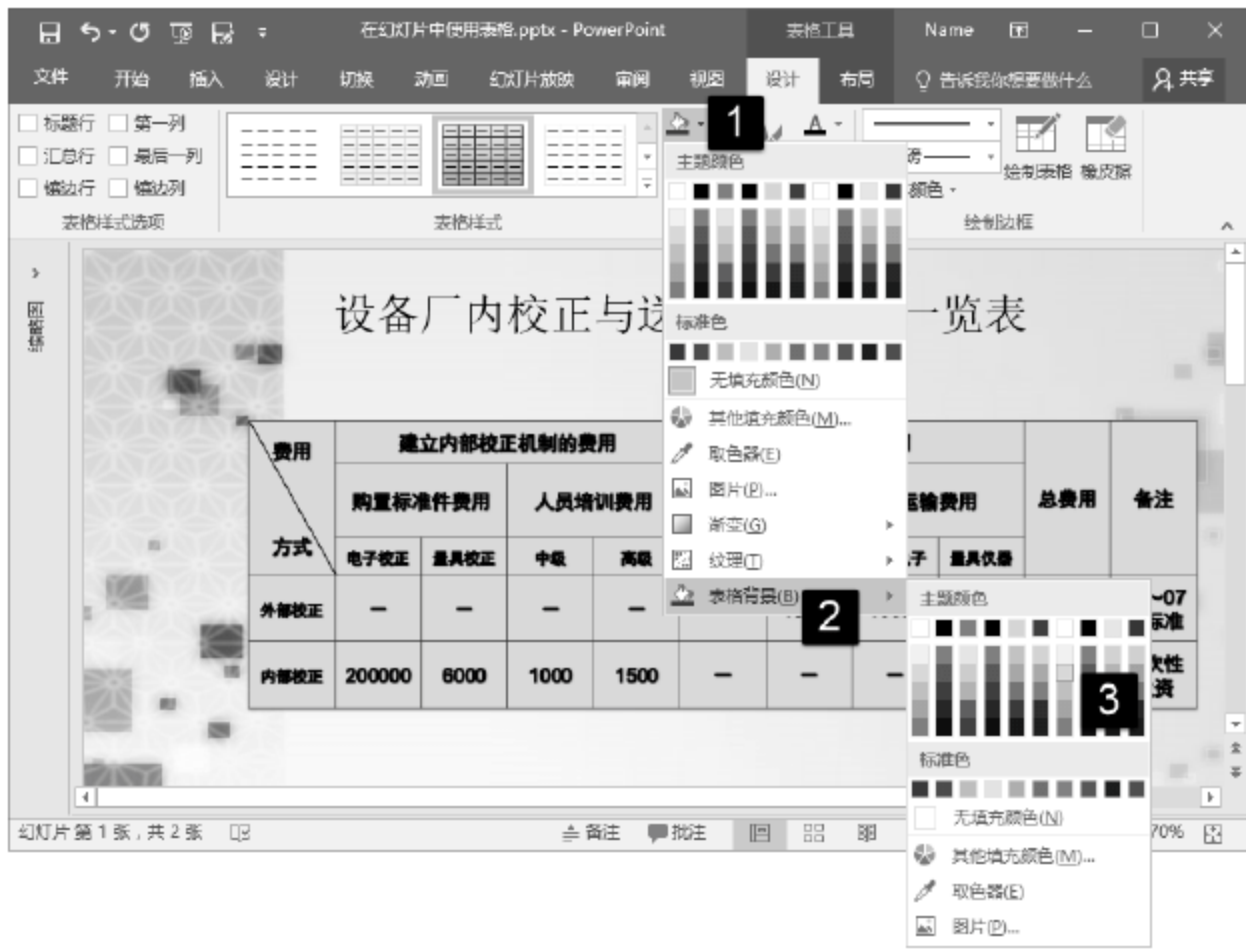 在幻灯片中使用表格.pptx - PowerPoint 表格工具 Name
文件 开始 插入 设计 切换 动画 幻灯片放映 审阅 视图 设计 布局 告诉我你想要做什么 共享
标题行 第一列
汇总行 最后一列
镶边行 镶边列
表格样式选项
表格样式
1
磅
颜色
绘制表格 橡皮擦
绘制边框
主题颜色
标准色
无填充颜色(N)
其他填充颜色(M)...
取色器(E)
图片(P)...
渐变(G)
纹理(T)
表格背景(B)
2
缩略图
设备厂内校正与送 一览表
费用 建立内部校正机制的费用
购置标准件费用 人员培训费用 运输费用 总费用 备注
方式 电子校正 量具校正 中级 高级 子 量具仪器
外部校正 — — — —
~07
标准
内部校正 200000 6000 1000 1500 — — —
次性
资
主题颜色
3
标准色
无填充颜色(N)
其他填充颜色(M)...
取色器(E)
图片(P)...
幻灯片 第 1 张，共 2 张 备注 批注 70%